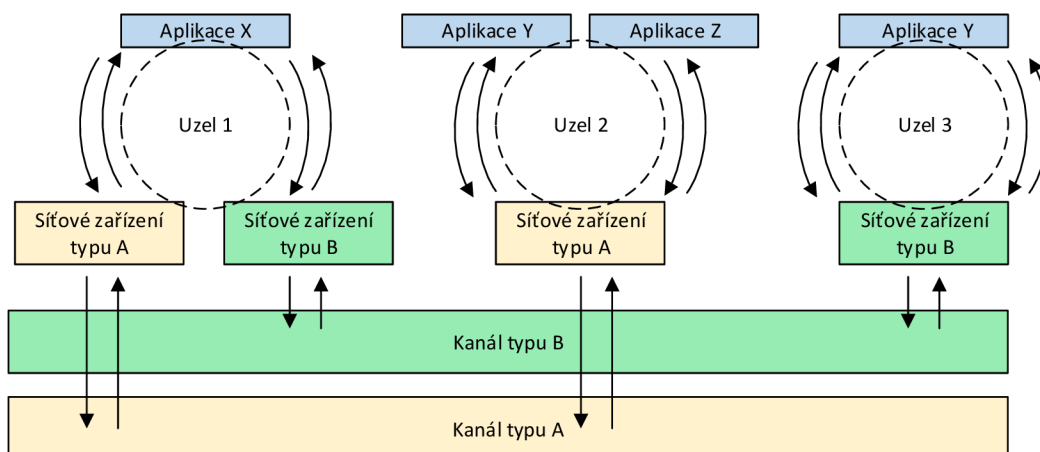 Aplikace X
Aplikace Y
Aplikace Z
Aplikace Y
Uzel 1
Uzel 2
Uzel 3
Síťové zařízení
typu A
Síťové zařízení
typu B
Síťové zařízení
typu A
Síťové zařízení
typu B
Kanál typu B
Kanál typu A